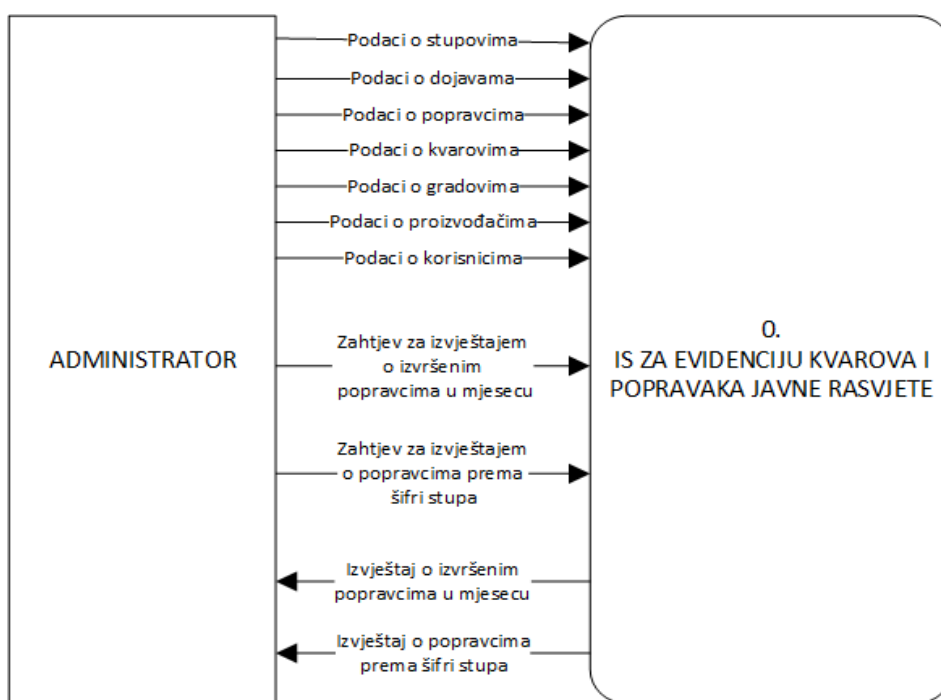 Podaci o stupovima
Podaci o dojavama
Podaci o popravcima
Podaci o kvarovima
Podaci o gradovima
Podaci o proizvođačima
Podaci o korisnicima
ADMINISTRATOR
Zahtjev za izvještajem
o izvršenim
popravcima u mjesecu
0.
IS ZA EVIDENCIJU KVAROVA I
POPRAVAKA JAVNE RASVJETE
Zahtjev za izvještajem
o popravcima prema
šifri stupa
Izvještaj o izvršenim
popravcima u mjesecu
Izvještaj o popravcima
prema šifri stupa